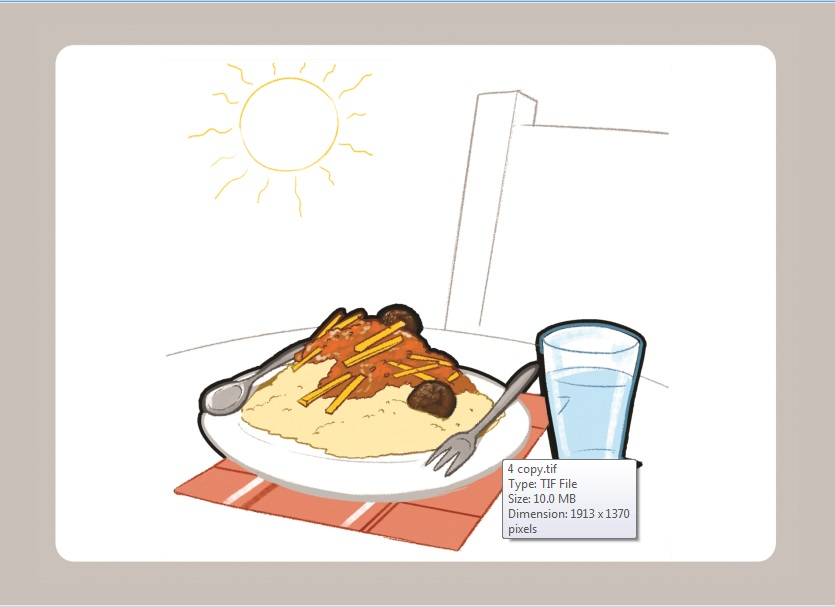 4 copy.tif
Type: TIF File
Size: 10.0 MB
Dimension: 1913 x 1370
pixels